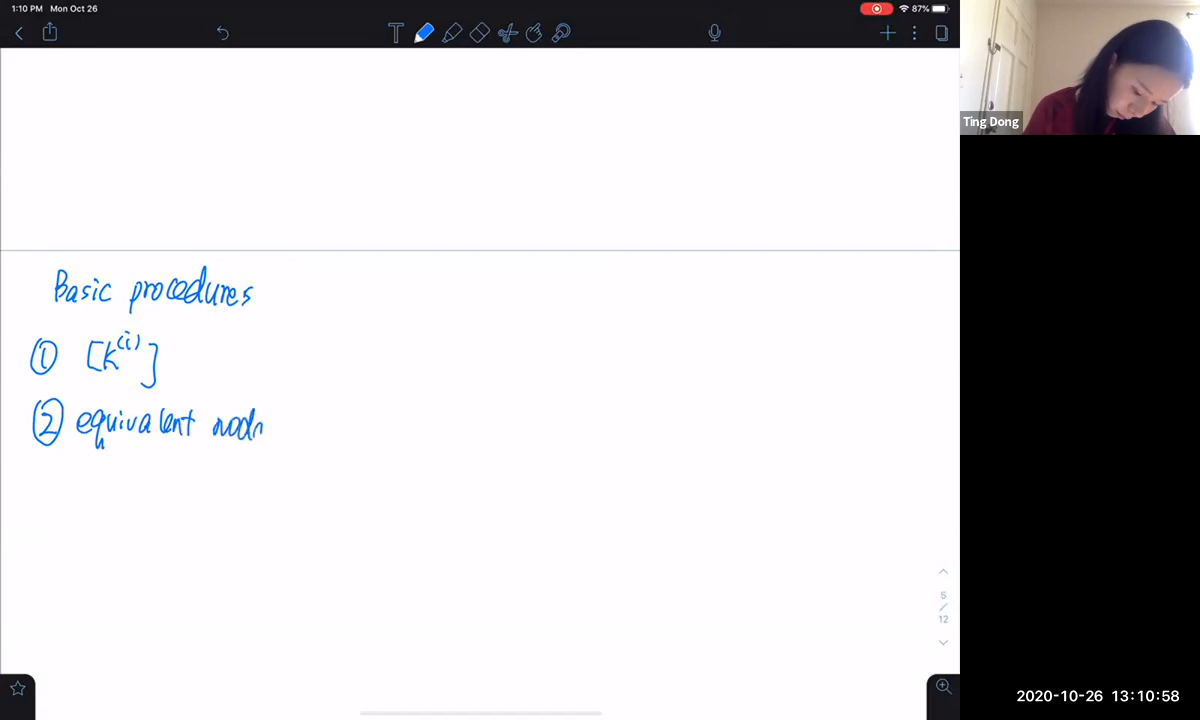 1:10 PM Mon Oct 26
87%
Ting Dong
Basic procedures
① [K⁽ⁱ⁾]
② equivalent
5
/
12
2020-10-26 13:10:58